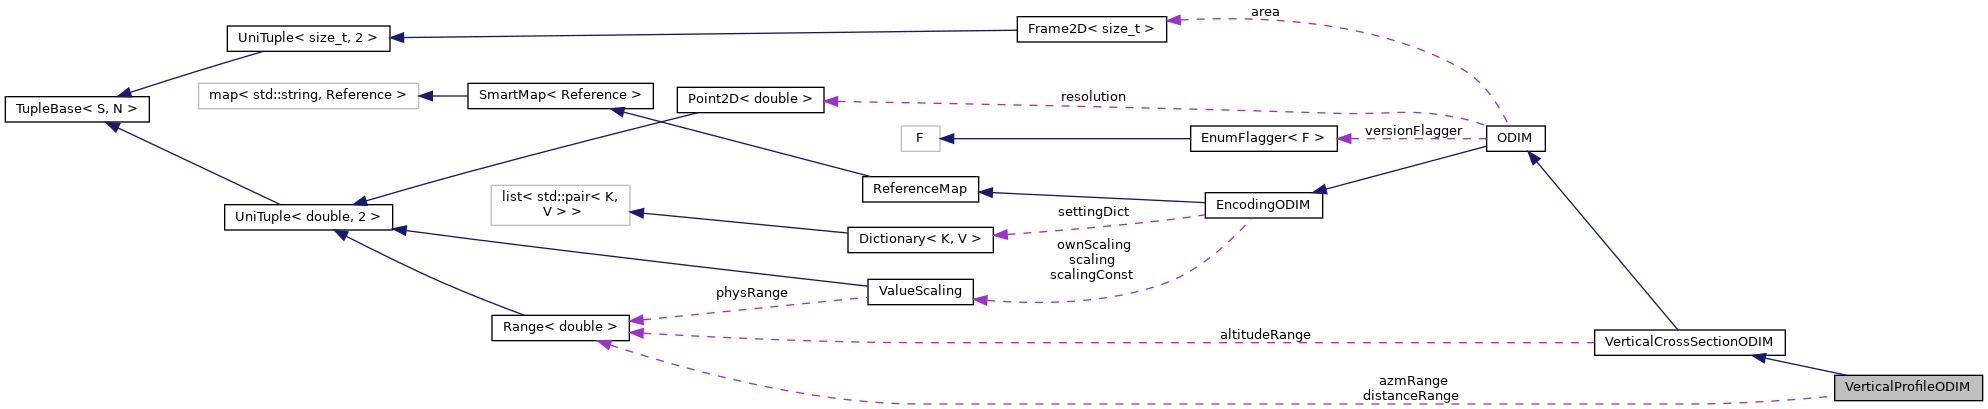 area
UniTuple< size_t, 2 >
Frame2D< size_t >
TupleBase< S, N >
map< std::string, Reference >
SmartMap< Reference >
Point2D< double >
resolution
F
EnumFlagger< F >
versionFlagger
ODIM
ReferenceMap
list< std::pair< K,
V > >
EncodingODIM
UniTuple< double, 2 >
settingDict
Dictionary< K, V >
ownScaling
scaling
scalingConst
ValueScaling
physRange
Range< double >
altitudeRange
VerticalCrossSectionODIM
azmRange
distanceRange
VerticalProfileODIM